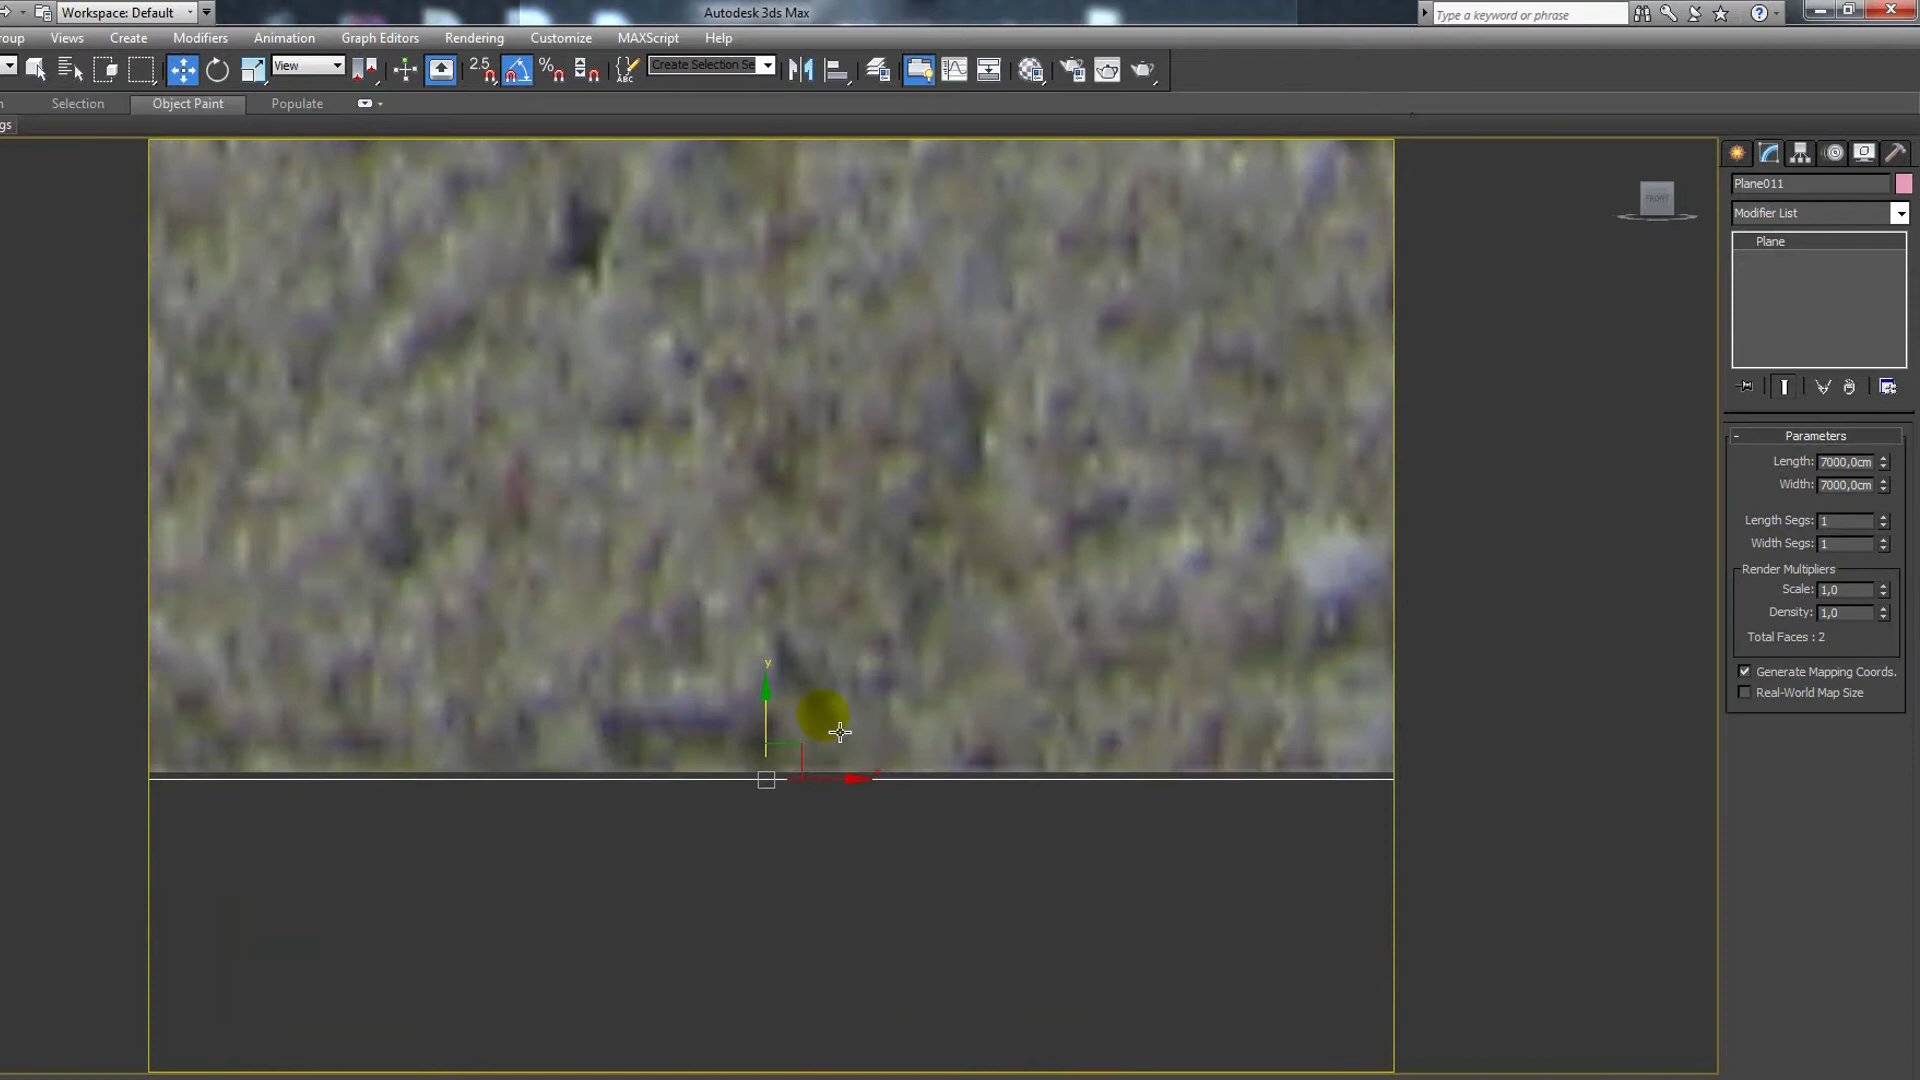 Workspace: Default
Autodesk 3ds Max
Type a keyword or phrase
Views
Create
Modifiers
Animation
Graph Editors
Rendering
Customize
MAXScript
Help
View
2.5
%
ABC
Create Selection Se
Selection
Object Paint
Populate
gs
FRONT
Plane011
Modifier List
Plane
Parameters
Length: 7000,0cm
Width: 7000,0cm
Length Segs: 1
Width Segs: 1
Render Multipliers
Scale: 1,0
Density: 1,0
Total Faces : 2
Generate Mapping Coords.
Real-World Map Size
y